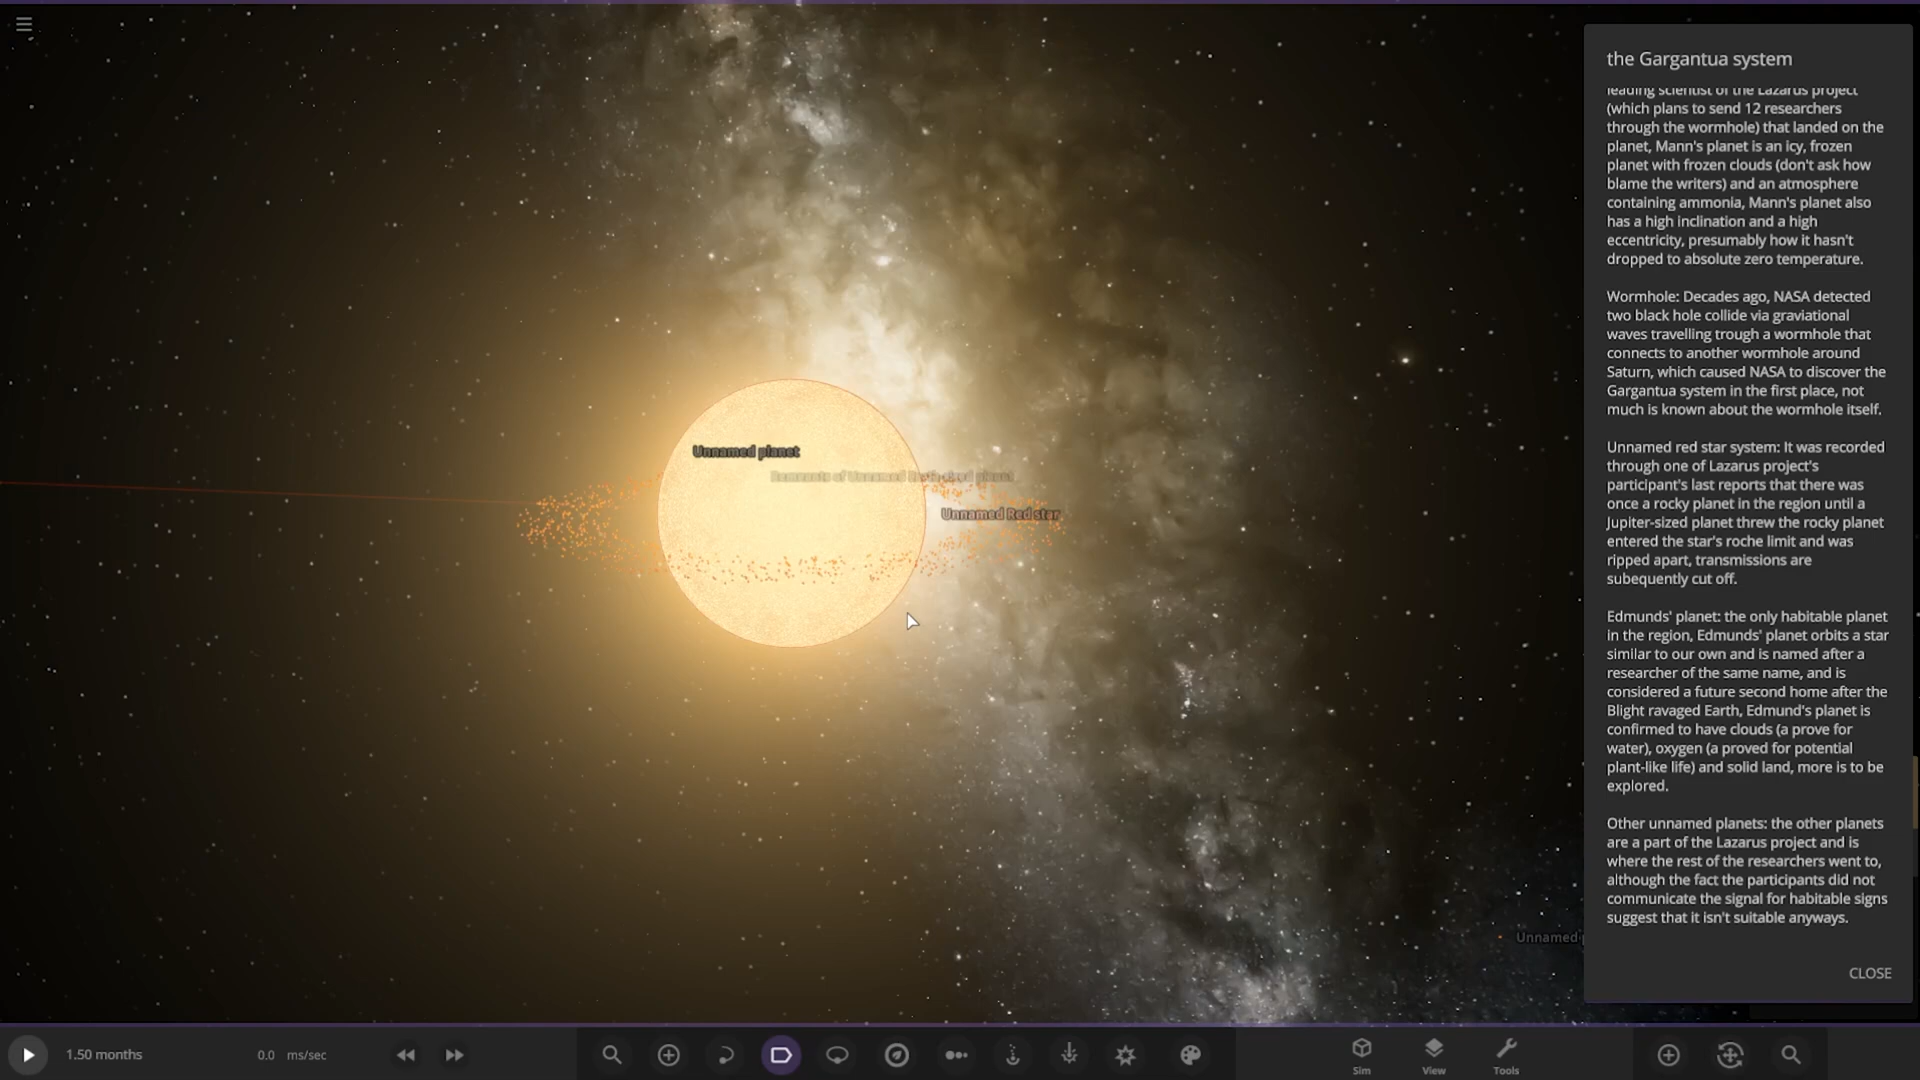 the Gargantua system
leading scientist of the Lazarus project
(which plans to send 12 researchers
through the wormhole) that landed on the
planet, Mann's planet is an icy, frozen
planet with frozen clouds (don't ask how
blame the writers) and an atmosphere
containing ammonia, Mann's planet also
has a high inclination and a high
eccentricity, presumably how it hasn't
dropped to absolute zero temperature.
Wormhole: Decades ago, NASA detected
two black hole collide via graviational
waves travelling trough a wormhole that
connects to another wormhole around
Saturn, which caused NASA to discover the
Gargantua system in the first place, not
much is known about the wormhole itself.
Unnamed red star system: It was recorded
through one of Lazarus project's
participant's last reports that there was
once a rocky planet in the region until a
Jupiter-sized planet threw the rocky planet
entered the star's roche limit and was
ripped apart, transmissions are
subequently cut off.
Edmunds' planet: the only habitable planet
in the region, Edmunds' planet orbits a star
similar to our own and is named after a
researcher of the same name, and is
considered a future second home after the
Blight ravaged Earth, Edmund's planet is
confirmed to have clouds (a prove for
water), oxygen (a proved for potential
plant-like life) and solid land, more is to be
explored.
Other unnamed planets: the other planets
are a part of the Lazarus project and is
where the rest of the researchers went to,
although the fact the participants did not
communicate the signal for habitable signs
suggest that it isn't suitable anyways.
CLOSE
Unnamed planet
Remnants of Unnamed Earth-sized planet
Unnamed Red star
Unnamed p
1.50 months
0.0 ms/sec
Sim
View
Tools